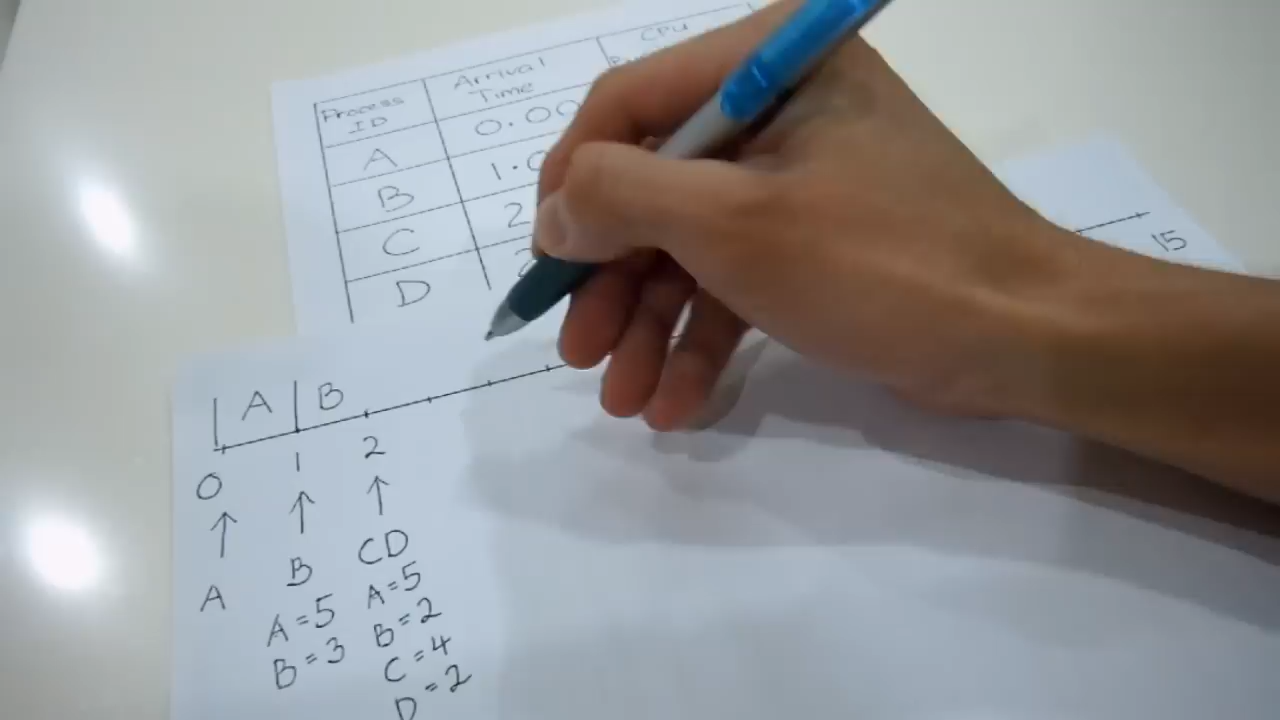 Process ID
Arrival Time
CPU
A
0.00
B
1.0
C
2
D
A B
15
0 1 2
A B CD
A=5 A=5
B=3 B=2
C=4
D=2